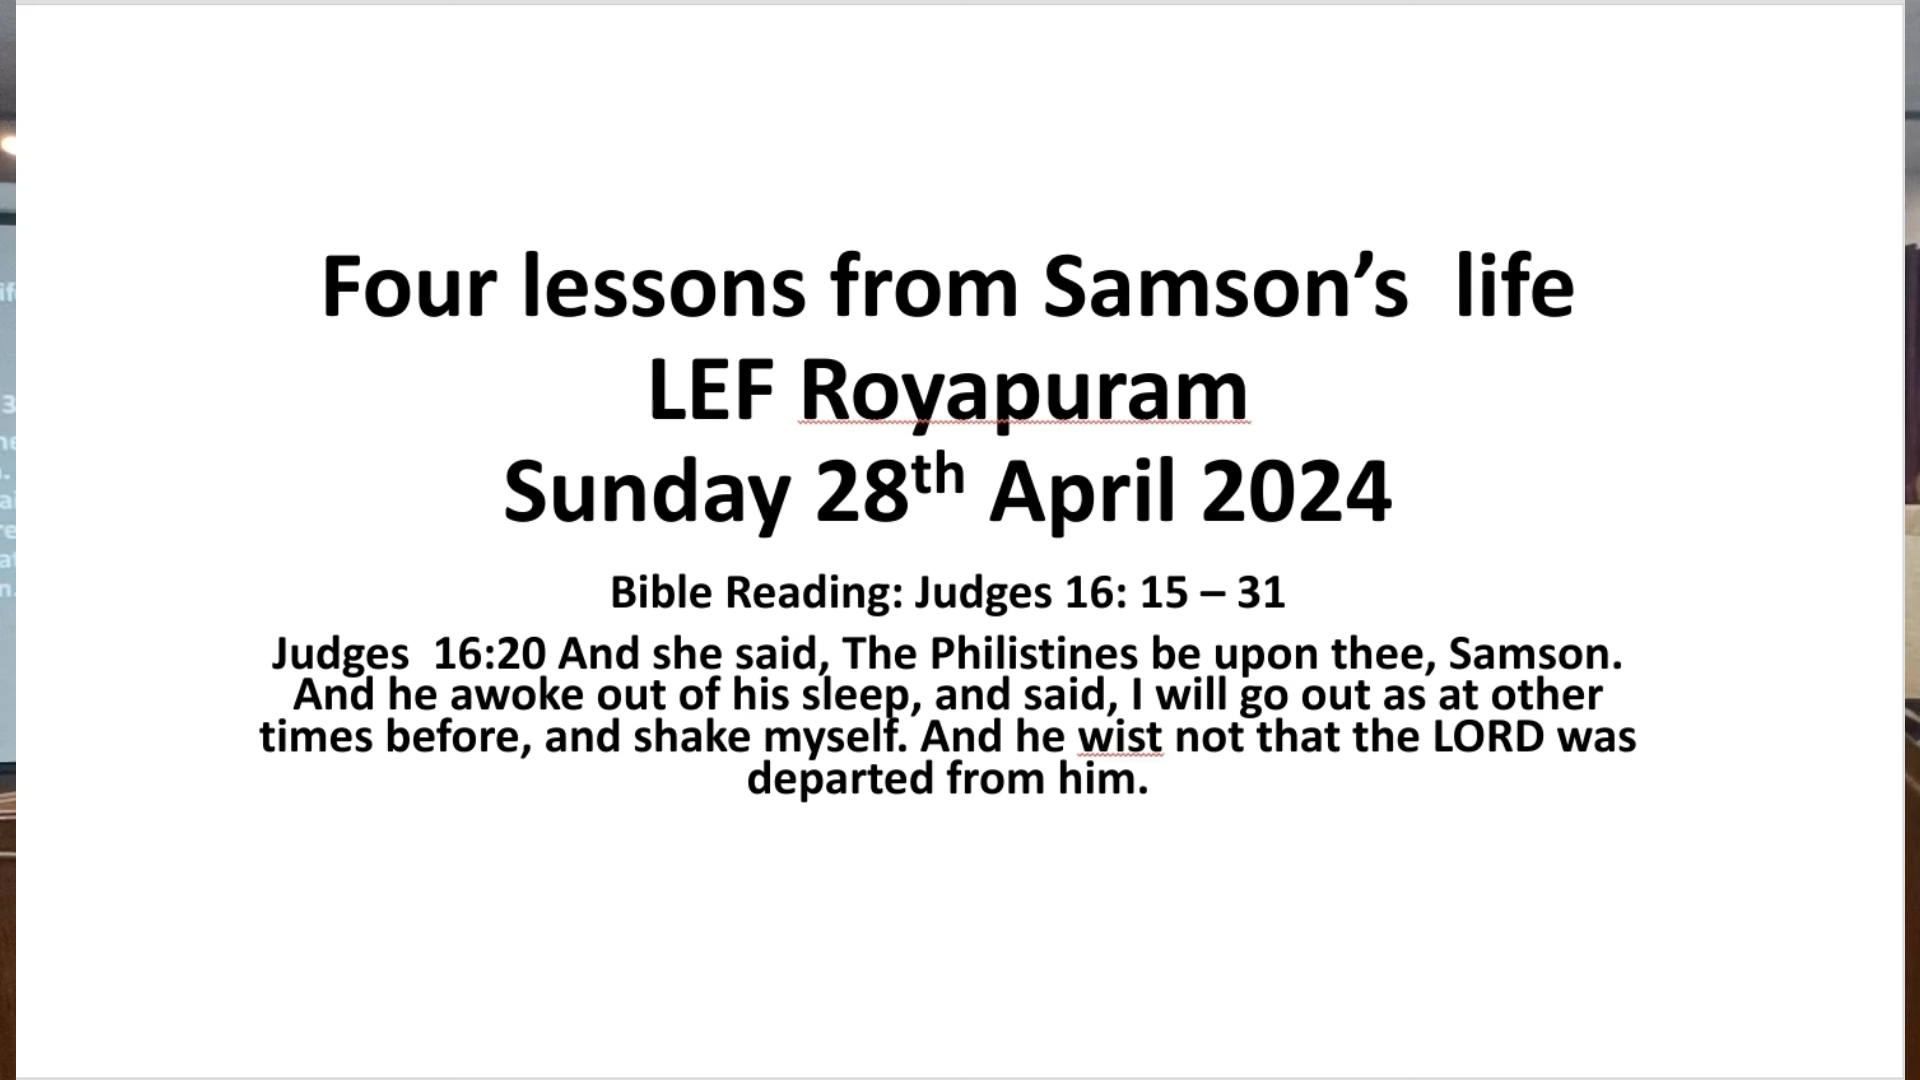 Four lessons from Samson’s  life
LEF Royapuram
Sunday 28th April 2024
Bible Reading: Judges 16: 15 – 31
Judges  16:20 And she said, The Philistines be upon thee, Samson.
And he awoke out of his sleep, and said, I will go out as at other
times before, and shake myself. And he wist not that the LORD was
departed from him.